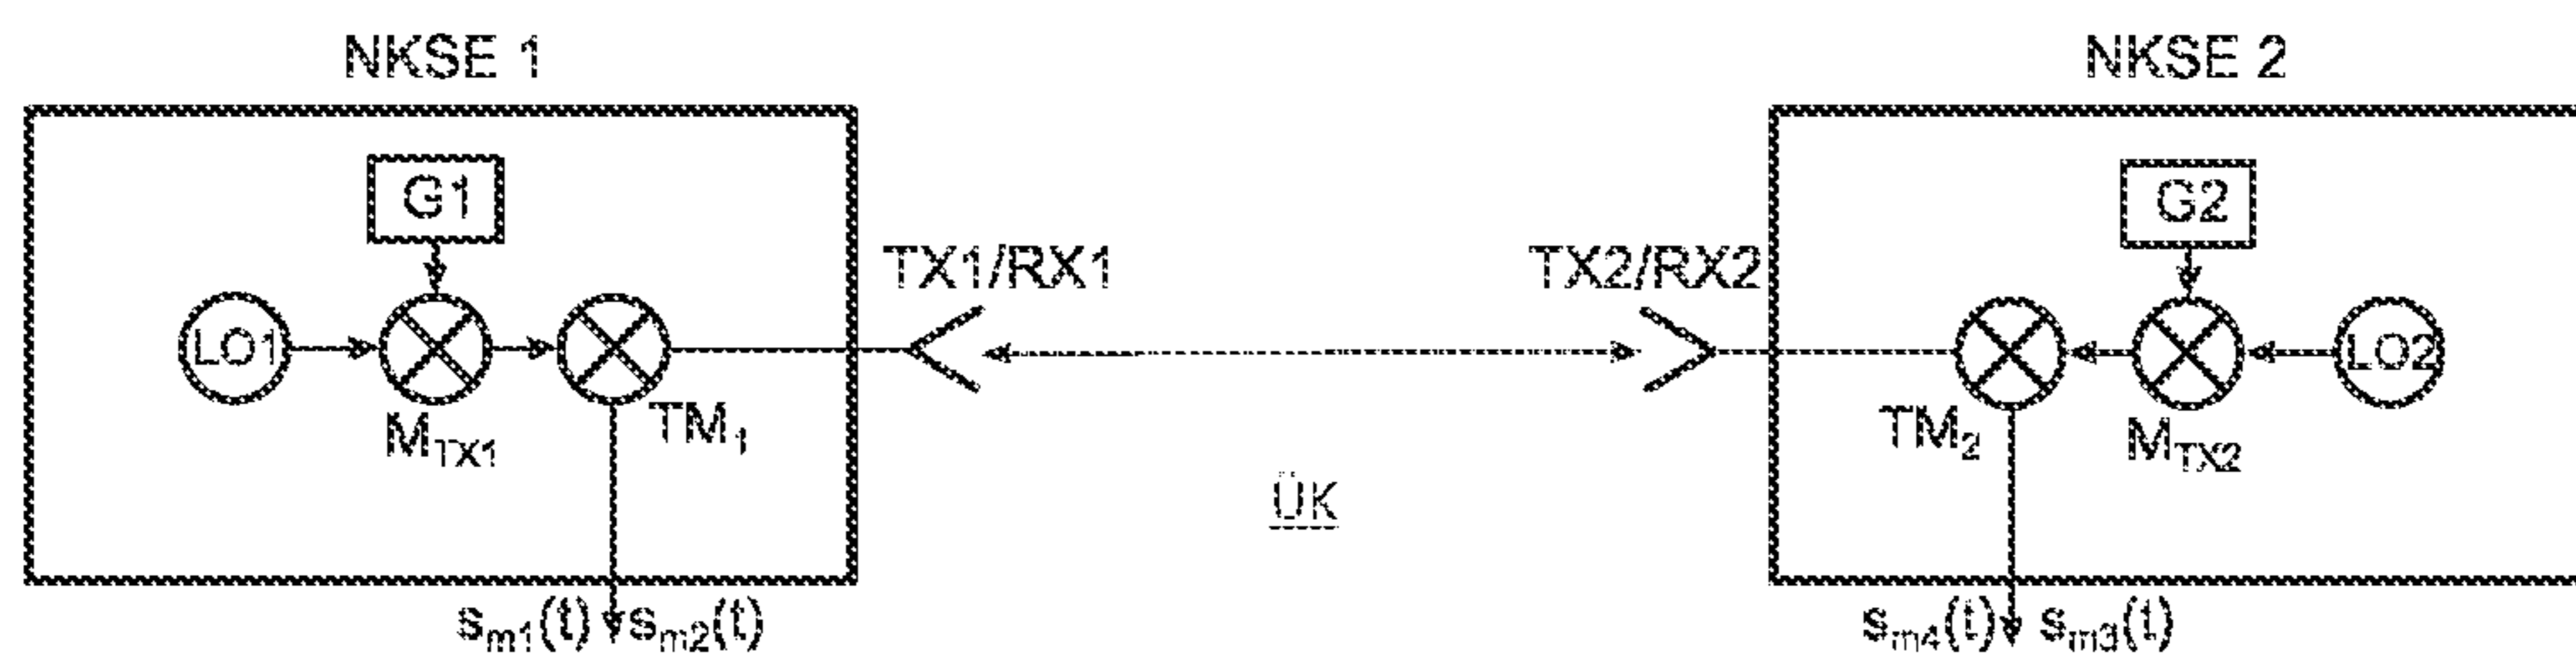 NKSE 1
NKSE 2
G1
G2
TX1/RX1
TX2/RX2
LO1
LO2
M_TX1
TM_1
TM_2
M_TX2
ÜK
s_m1(t) s_m2(t)
s_m4(t) s_m3(t)